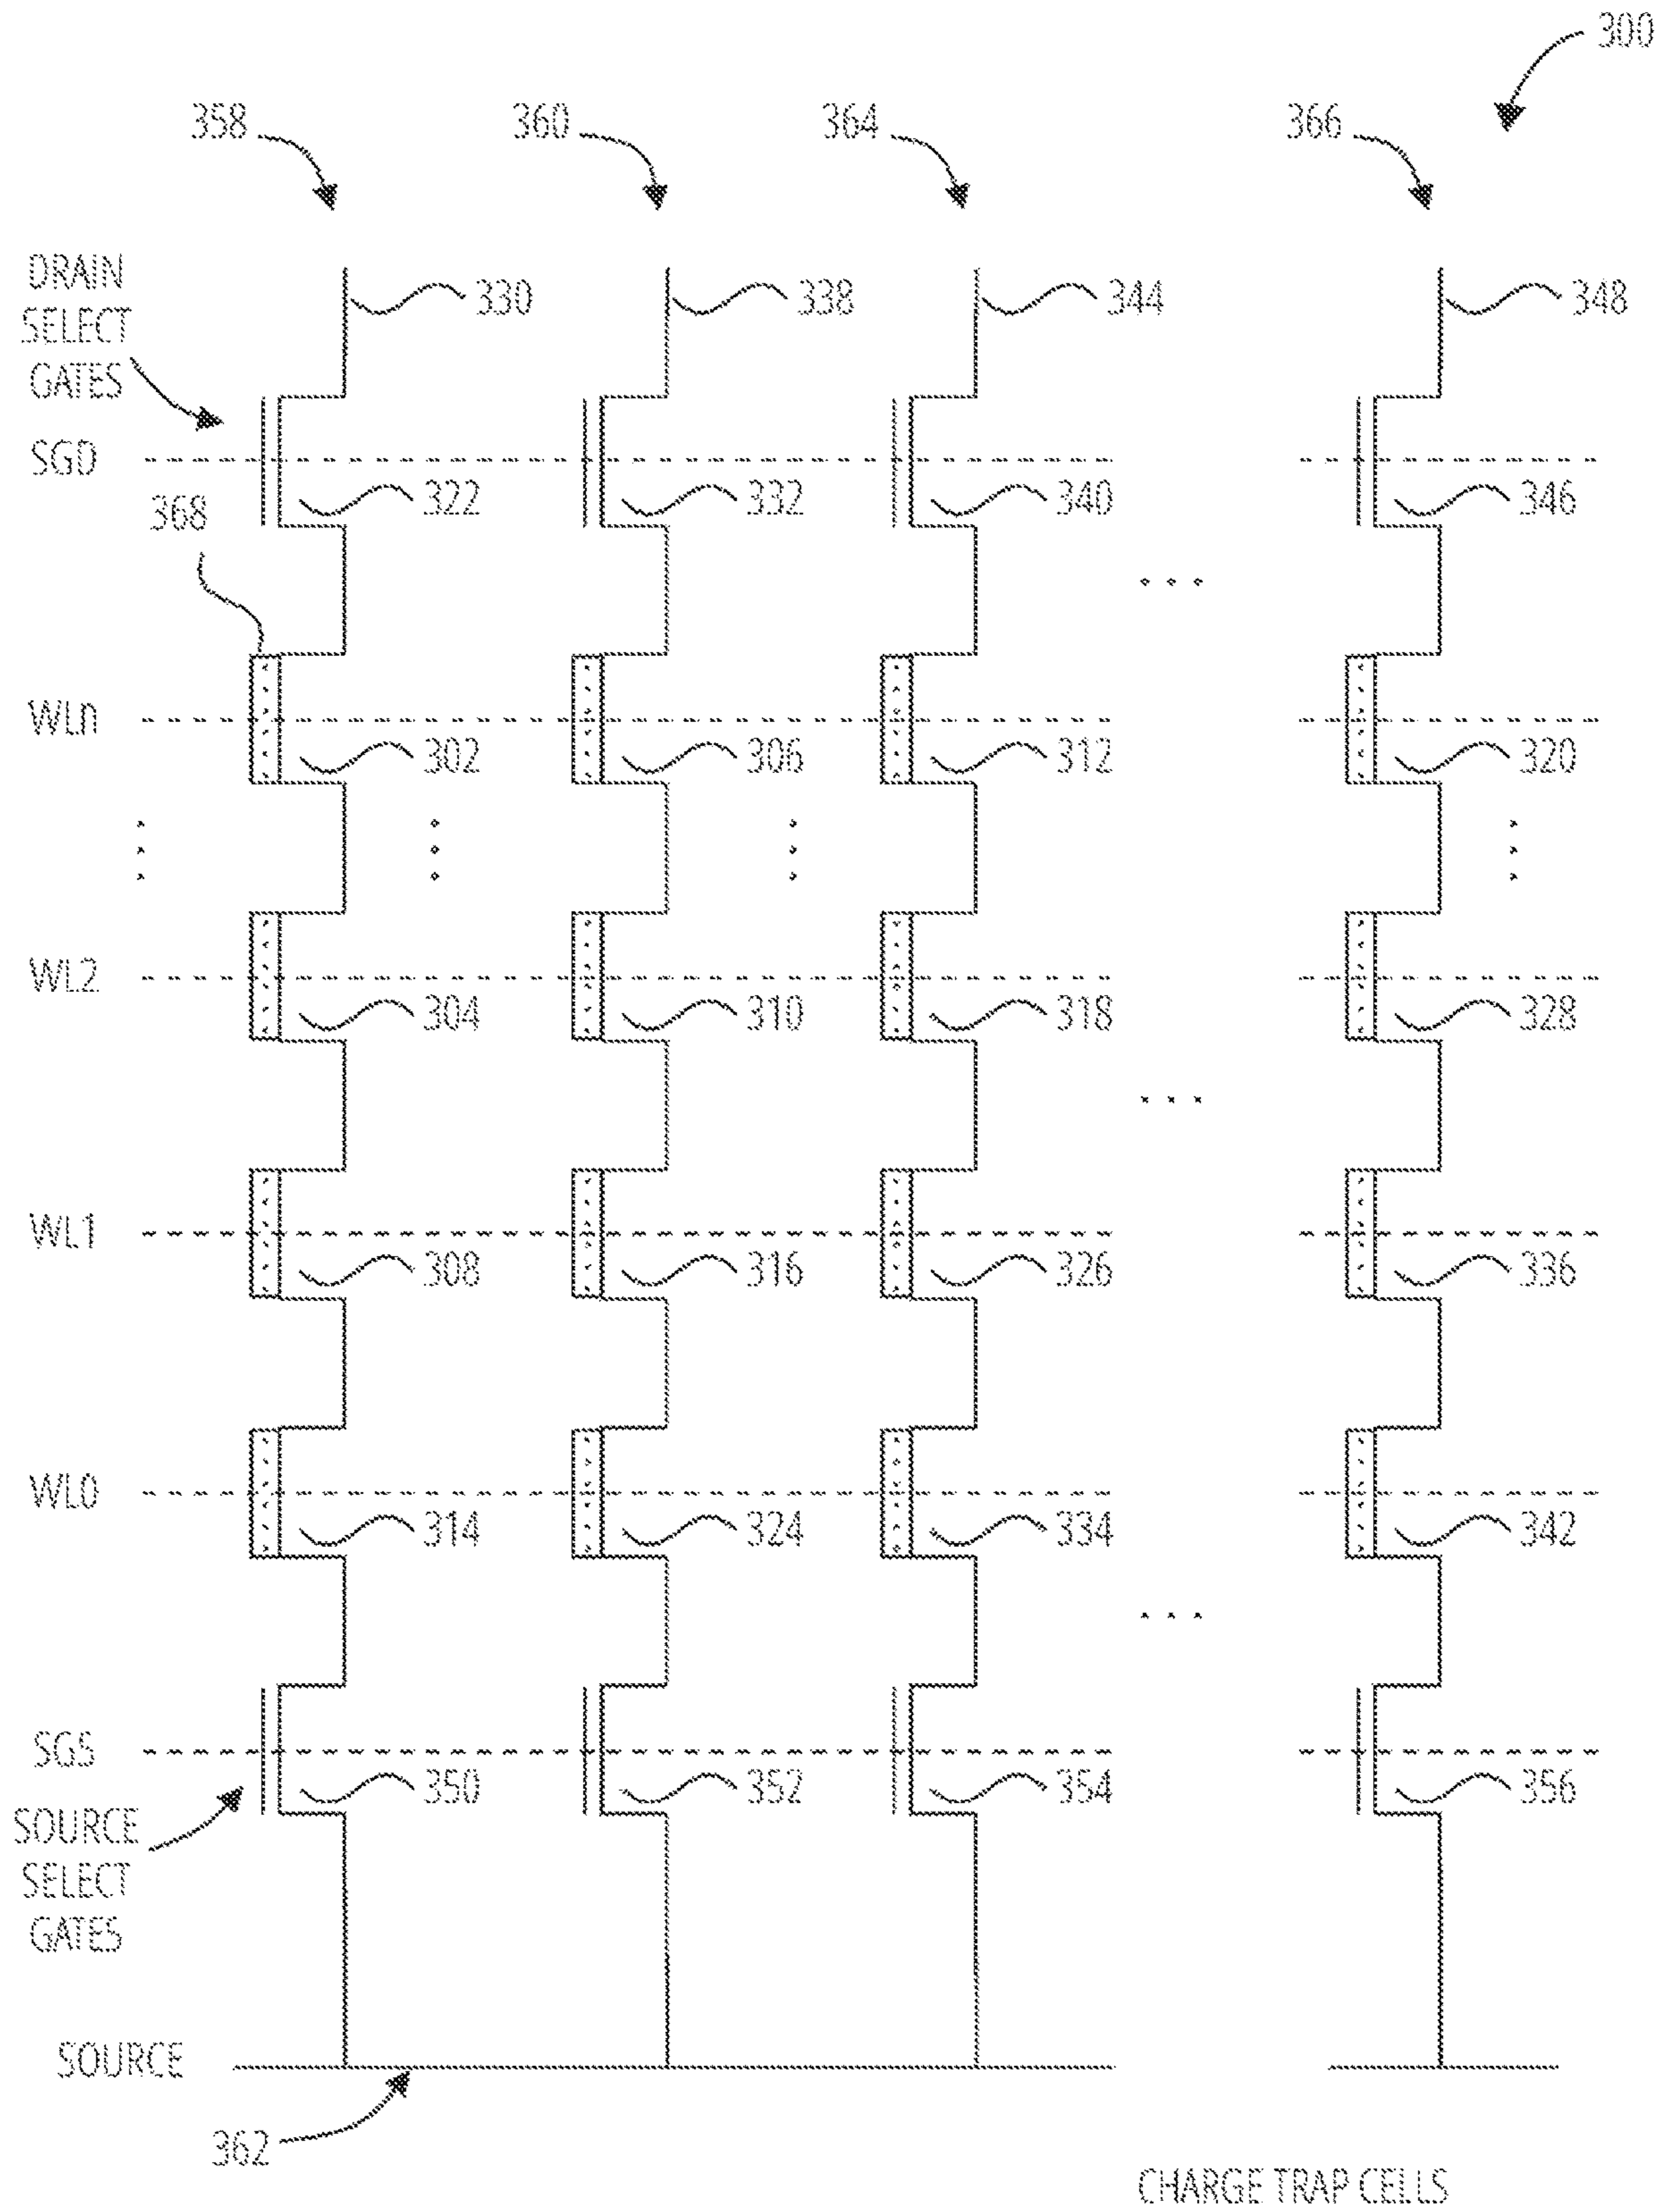 300
358
360
364
366
DRAIN
SELECT
GATES
330
338
344
348
SGD
322
332
340
346
368
WLn
302
306
312
320
WL2
304
310
318
328
WL1
308
316
326
336
WL0
314
324
334
342
SGS
350
352
354
356
SOURCE
SELECT
GATES
SOURCE
362
CHARGE TRAP CELLS